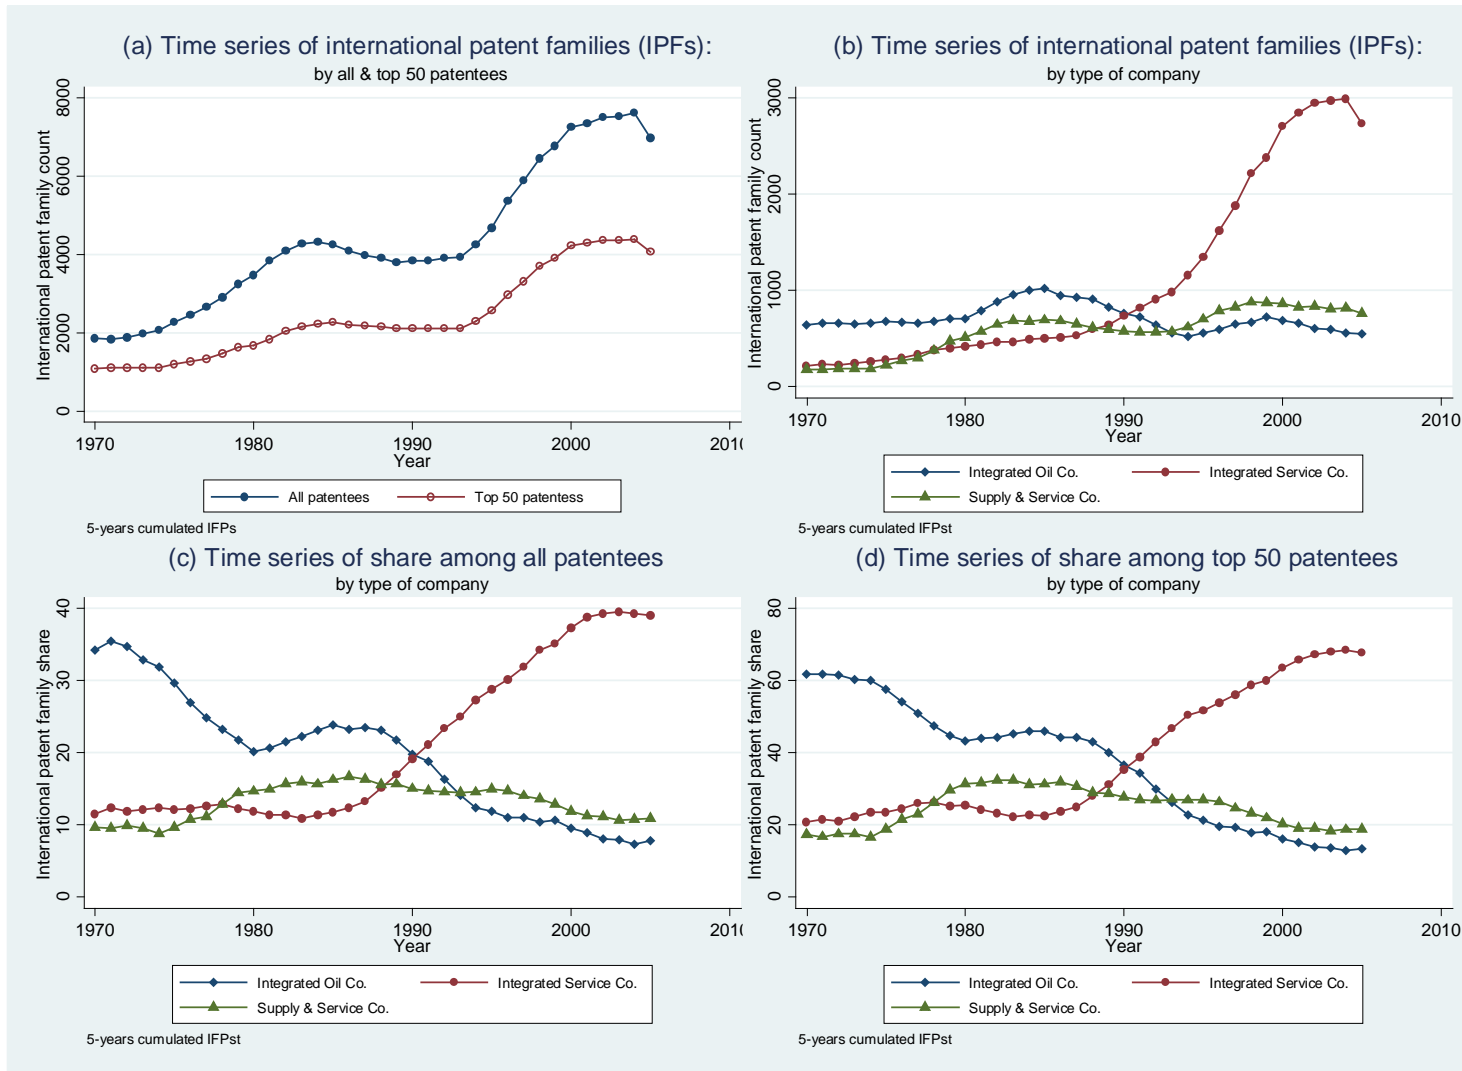 (a) Time series of international patent families (IPFs):
by all & top 50 patentees
International patent family count
8000
6000
4000
2000
0
1970
1980
1990
2000
201(
Year
All patentees
Top 50 patentess
5-years cumulated IFPs
(b) Time series of international patent families (IPFs):
by type of company
International patent family count
3000
2000
1000
0
1970
1980
1990
2000
2010
Year
Integrated Oil Co.
Integrated Service Co.
Supply & Service Co.
5-years cumulated IFPst
(c) Time series of share among all patentees
by type of company
International patent family share
40
30
20
10
0
1970
1980
1990
2000
201(
Year
Integrated Oil Co.
Integrated Service Co.
Supply & Service Co.
5-years cumulated IFPst
(d) Time series of share among top 50 patentees
by type of company
International patent family share
80
60
40
20
0
1970
1980
1990
2000
2010
Year
Integrated Oil Co.
Integrated Service Co.
Supply & Service Co.
5-years cumulated IFPst